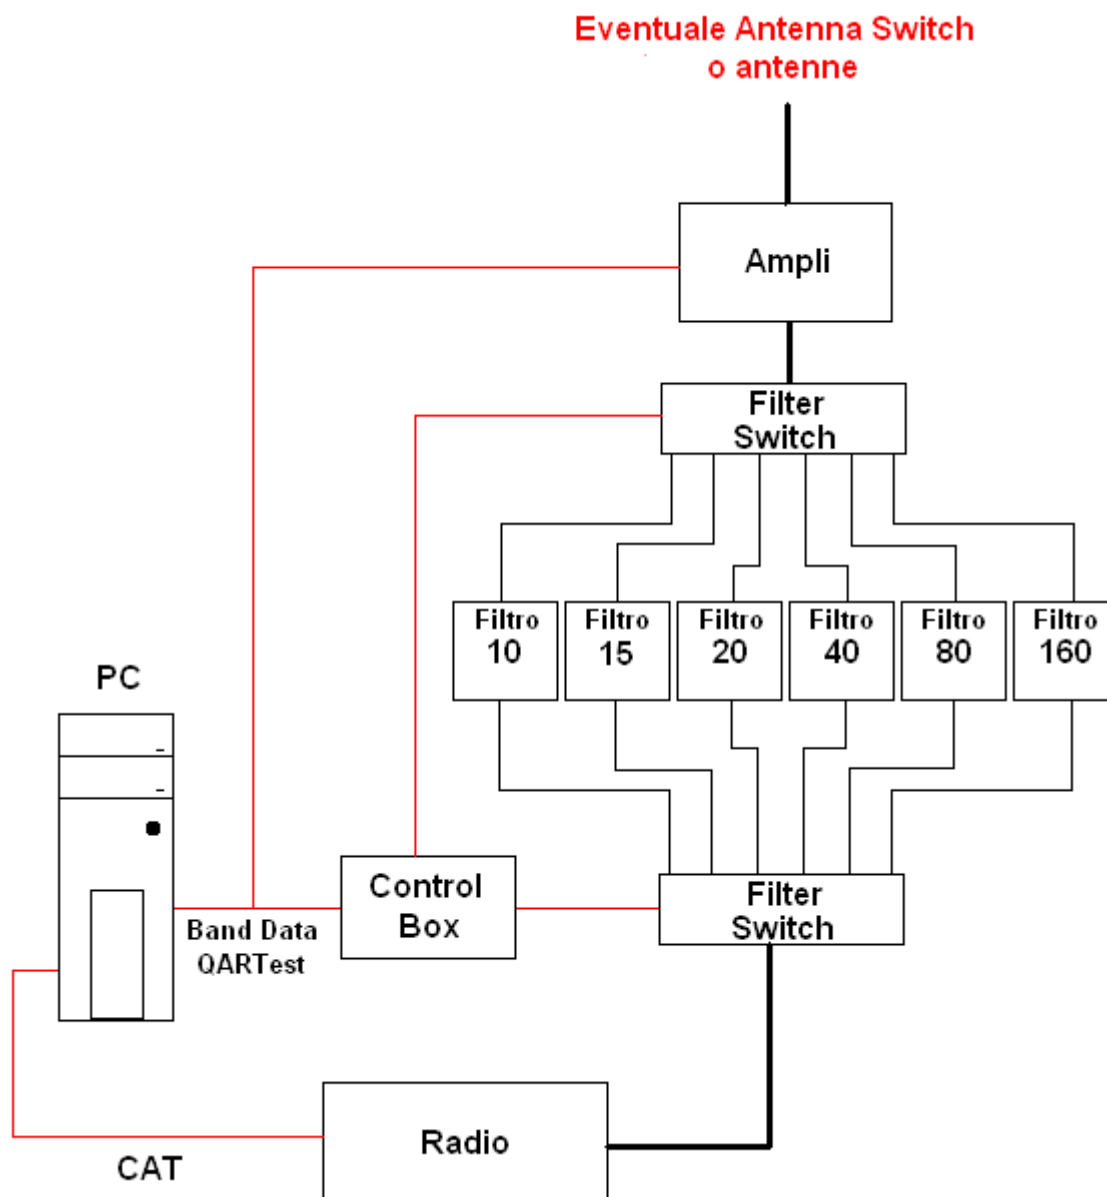 Eventuale Antenna Switch
o antenne
Ampli
Filter
Switch
Filtro
10
Filtro
15
Filtro
20
Filtro
40
Filtro
80
Filtro
160
PC
Control
Box
Filter
Switch
Band Data
QARTest
Radio
CAT